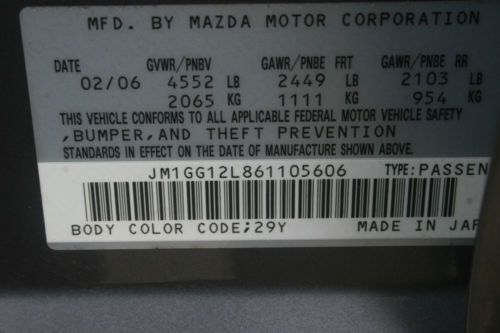 MFD. BY MAZDA MOTOR CORPORATION
DATE GVWR/PNBV GAWR/PNBE FRT GAWR/PNBE RR
02/06 4552 LB 2449 LB 2103 LB
2065 KG 1111 KG 954 KG
THIS VEHICLE CONFORMS TO ALL APPLICABLE FEDERAL MOTOR VEHICLE SAFETY
,BUMPER,AND THEFT PREVENTION
STANDARDS IN EFFECT ON THE DATE OF MANUFACTURE SHOWN ABOVE.
JM1GG12L861105606 TYPE:PASSEN
BODY COLOR CODE;29Y MADE IN JAP